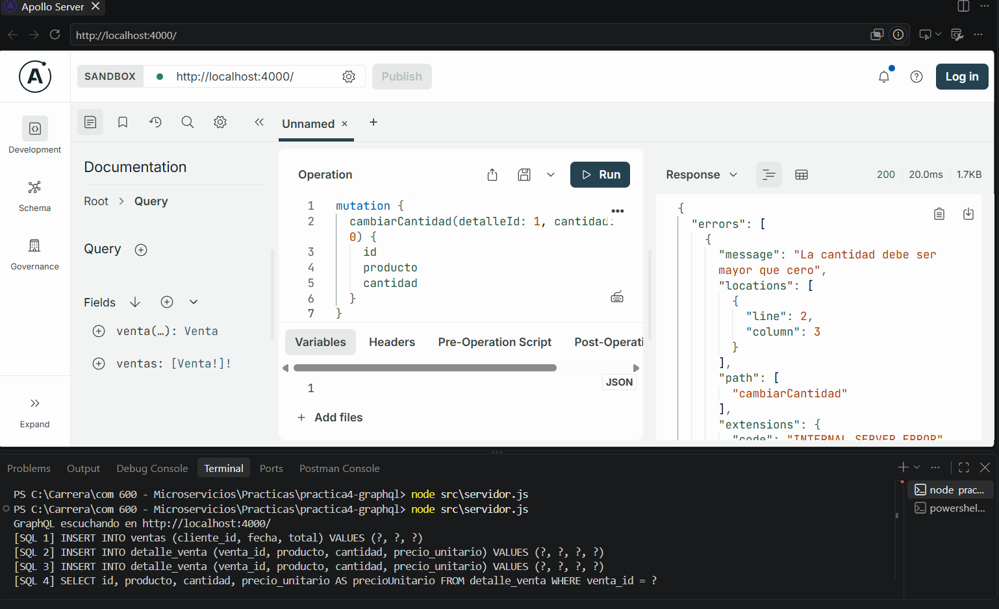 Apollo Server
http://localhost:4000/
SANDBOX
http://localhost:4000/
Publish
Log in
Development
Schema
Governance
Expand
Unnamed
Documentation
Root > Query
Query
Fields
venta(…): Venta
ventas: [Venta!]!
Operation
Run
1 mutation {
2 cambiarCantidad(detalleId: 1, cantidad:
0) {
3 id
4 producto
5 cantidad
6 }
7 }
Variables Headers Pre-Operation Script Post-Operati
JSON
1
+ Add files
Response
200 20.0ms 1.7KB
{
"errors": [
{
"message": "La cantidad debe ser
mayor que cero",
"locations": [
{
"line": 2,
"column": 3
}
],
"path": [
"cambiarCantidad"
],
"extensions": {
"code": "INTERNAL_SERVER_ERROR"
Problems Output Debug Console Terminal Ports Postman Console
PS C:\Carrera\com 600 - Microservicios\Practicas\practica4-graphql> node src\servidor.js
PS C:\Carrera\com 600 - Microservicios\Practicas\practica4-graphql> node src\servidor.js
GraphQL escuchando en http://localhost:4000/
[SQL 1] INSERT INTO ventas (cliente_id, fecha, total) VALUES (?, ?, ?)
[SQL 2] INSERT INTO detalle_venta (venta_id, producto, cantidad, precio_unitario) VALUES (?, ?, ?, ?)
[SQL 3] INSERT INTO detalle_venta (venta_id, producto, cantidad, precio_unitario) VALUES (?, ?, ?, ?)
[SQL 4] SELECT id, producto, cantidad, precio_unitario AS precioUnitario FROM detalle_venta WHERE venta_id = ?
node prac...
powershel...